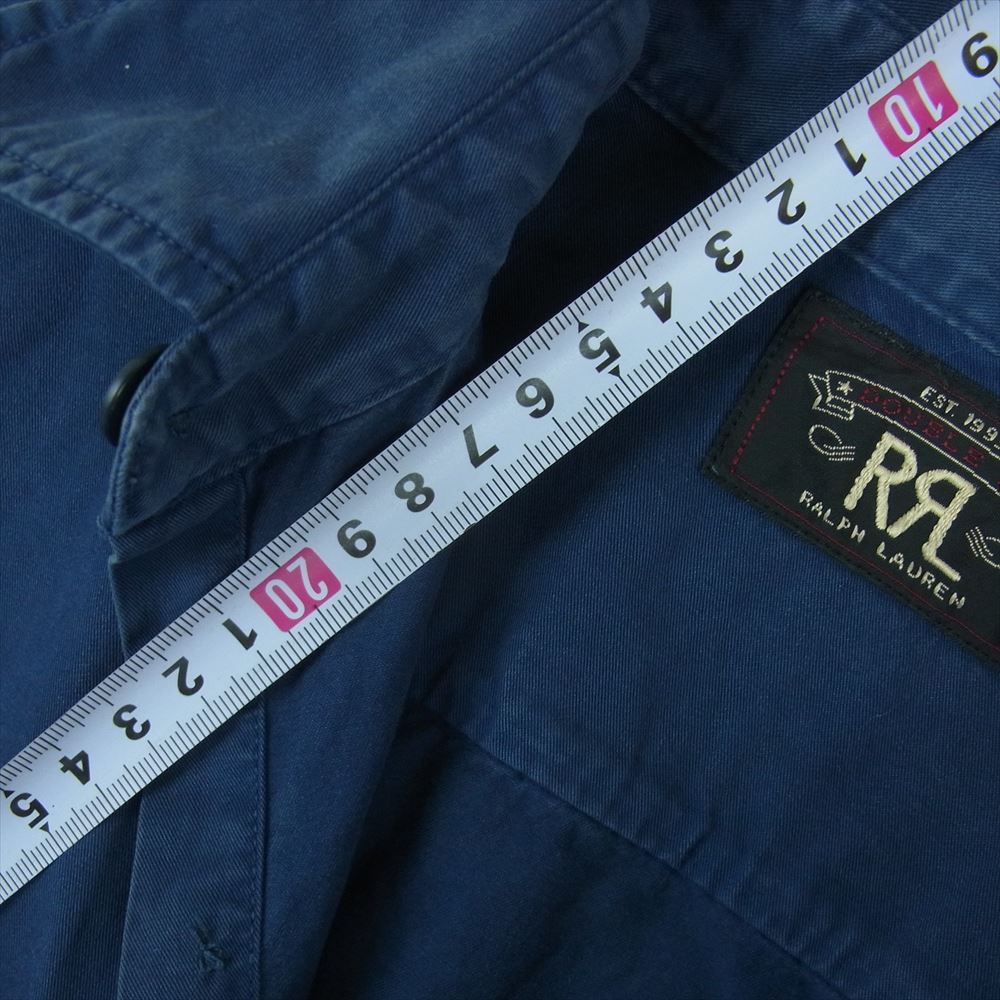 9 10 1 2 3 4 5 6 7 8 9 20 1 2 3 4 5
EST. 199
DOUBLE
RRL
RALPH LAUREN